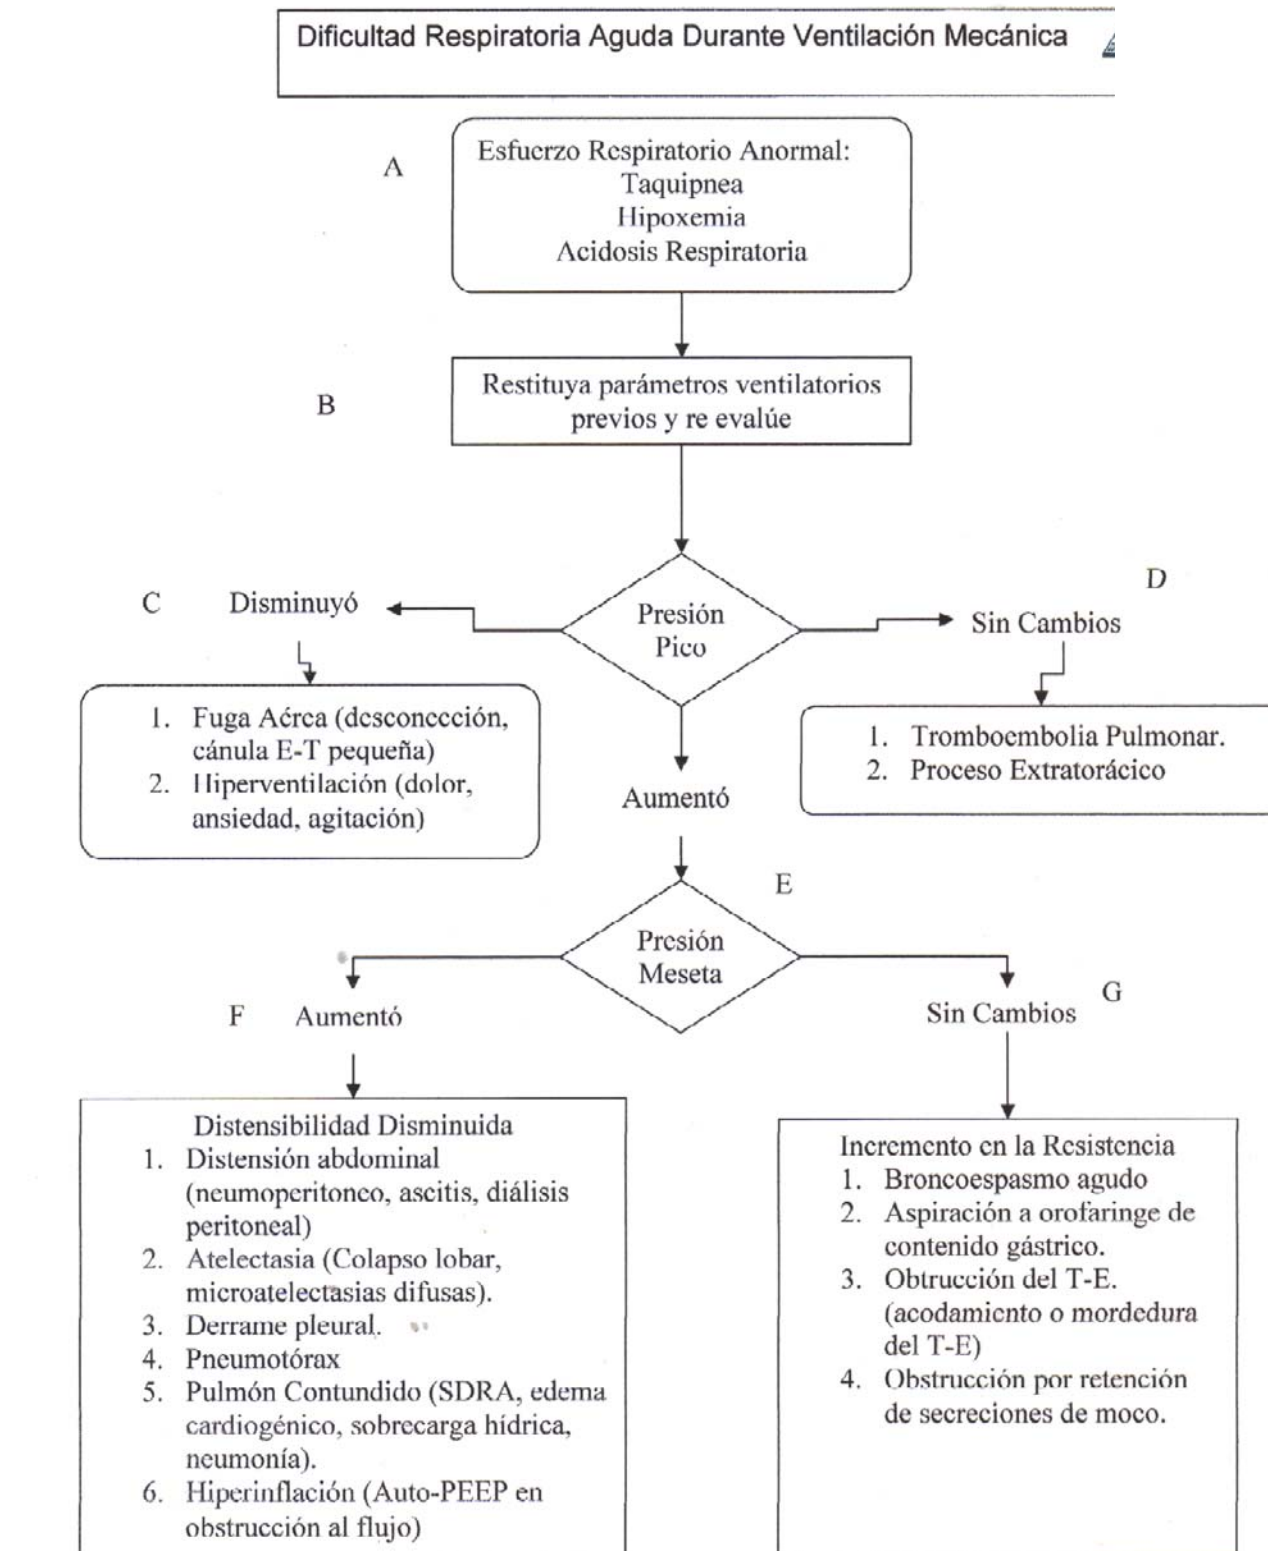 Dificultad Respiratoria Aguda Durante Ventilación Mecánica
A
Esfuerzo Respiratorio Anormal:
Taquipnea
Hipoxemia
Acidosis Respiratoria
B
Restituya parámetros ventilatorios
previos y re evalúe
Presión
Pico
C
Disminuyó
D
Sin Cambios
1. Fuga Aérea (desconección,
cánula E-T pequeña)
2. Hiperventilación (dolor,
ansiedad, agitación)
1. Tromboembolia Pulmonar.
2. Proceso Extratorácico
Aumentó
E
Presión
Meseta
F
Aumentó
G
Sin Cambios
Distensibilidad Disminuida
1. Distensión abdominal
(neumoperitoneo, ascitis, diálisis
peritoneal)
2. Atelectasia (Colapso lobar,
microatelectasias difusas).
3. Derrame pleural.
4. Pneumotórax
5. Pulmón Contundido (SDRA, edema
cardiogénico, sobrecarga hídrica,
neumonía).
6. Hiperinflación (Auto-PEEP en
obstrucción al flujo)
Incremento en la Resistencia
1. Broncoespasmo agudo
2. Aspiración a orofaringe de
contenido gástrico.
3. Obtrucción del T-E.
(acodamiento o mordedura
del T-E)
4. Obstrucción por retención
de secreciones de moco.